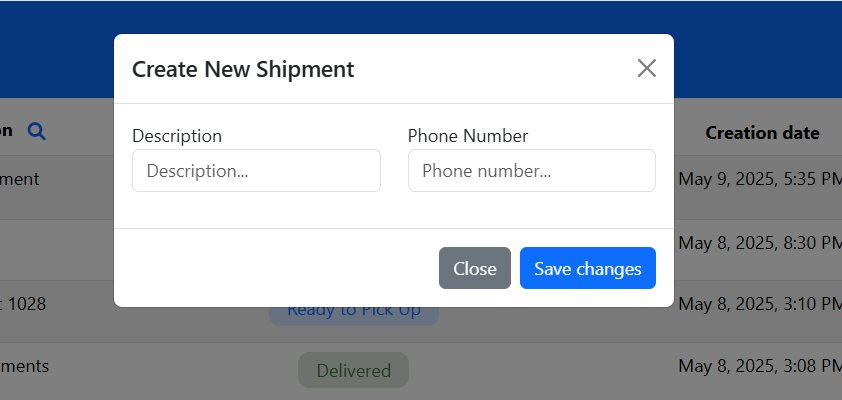 Create New Shipment
Description
Phone Number
Description...
Phone number...
Close
Save changes
on
Creation date
ment
May 9, 2025, 5:35 PM
May 8, 2025, 8:30 PM
1028
Ready to Pick Up
May 8, 2025, 3:10 PM
ments
Delivered
May 8, 2025, 3:08 PM